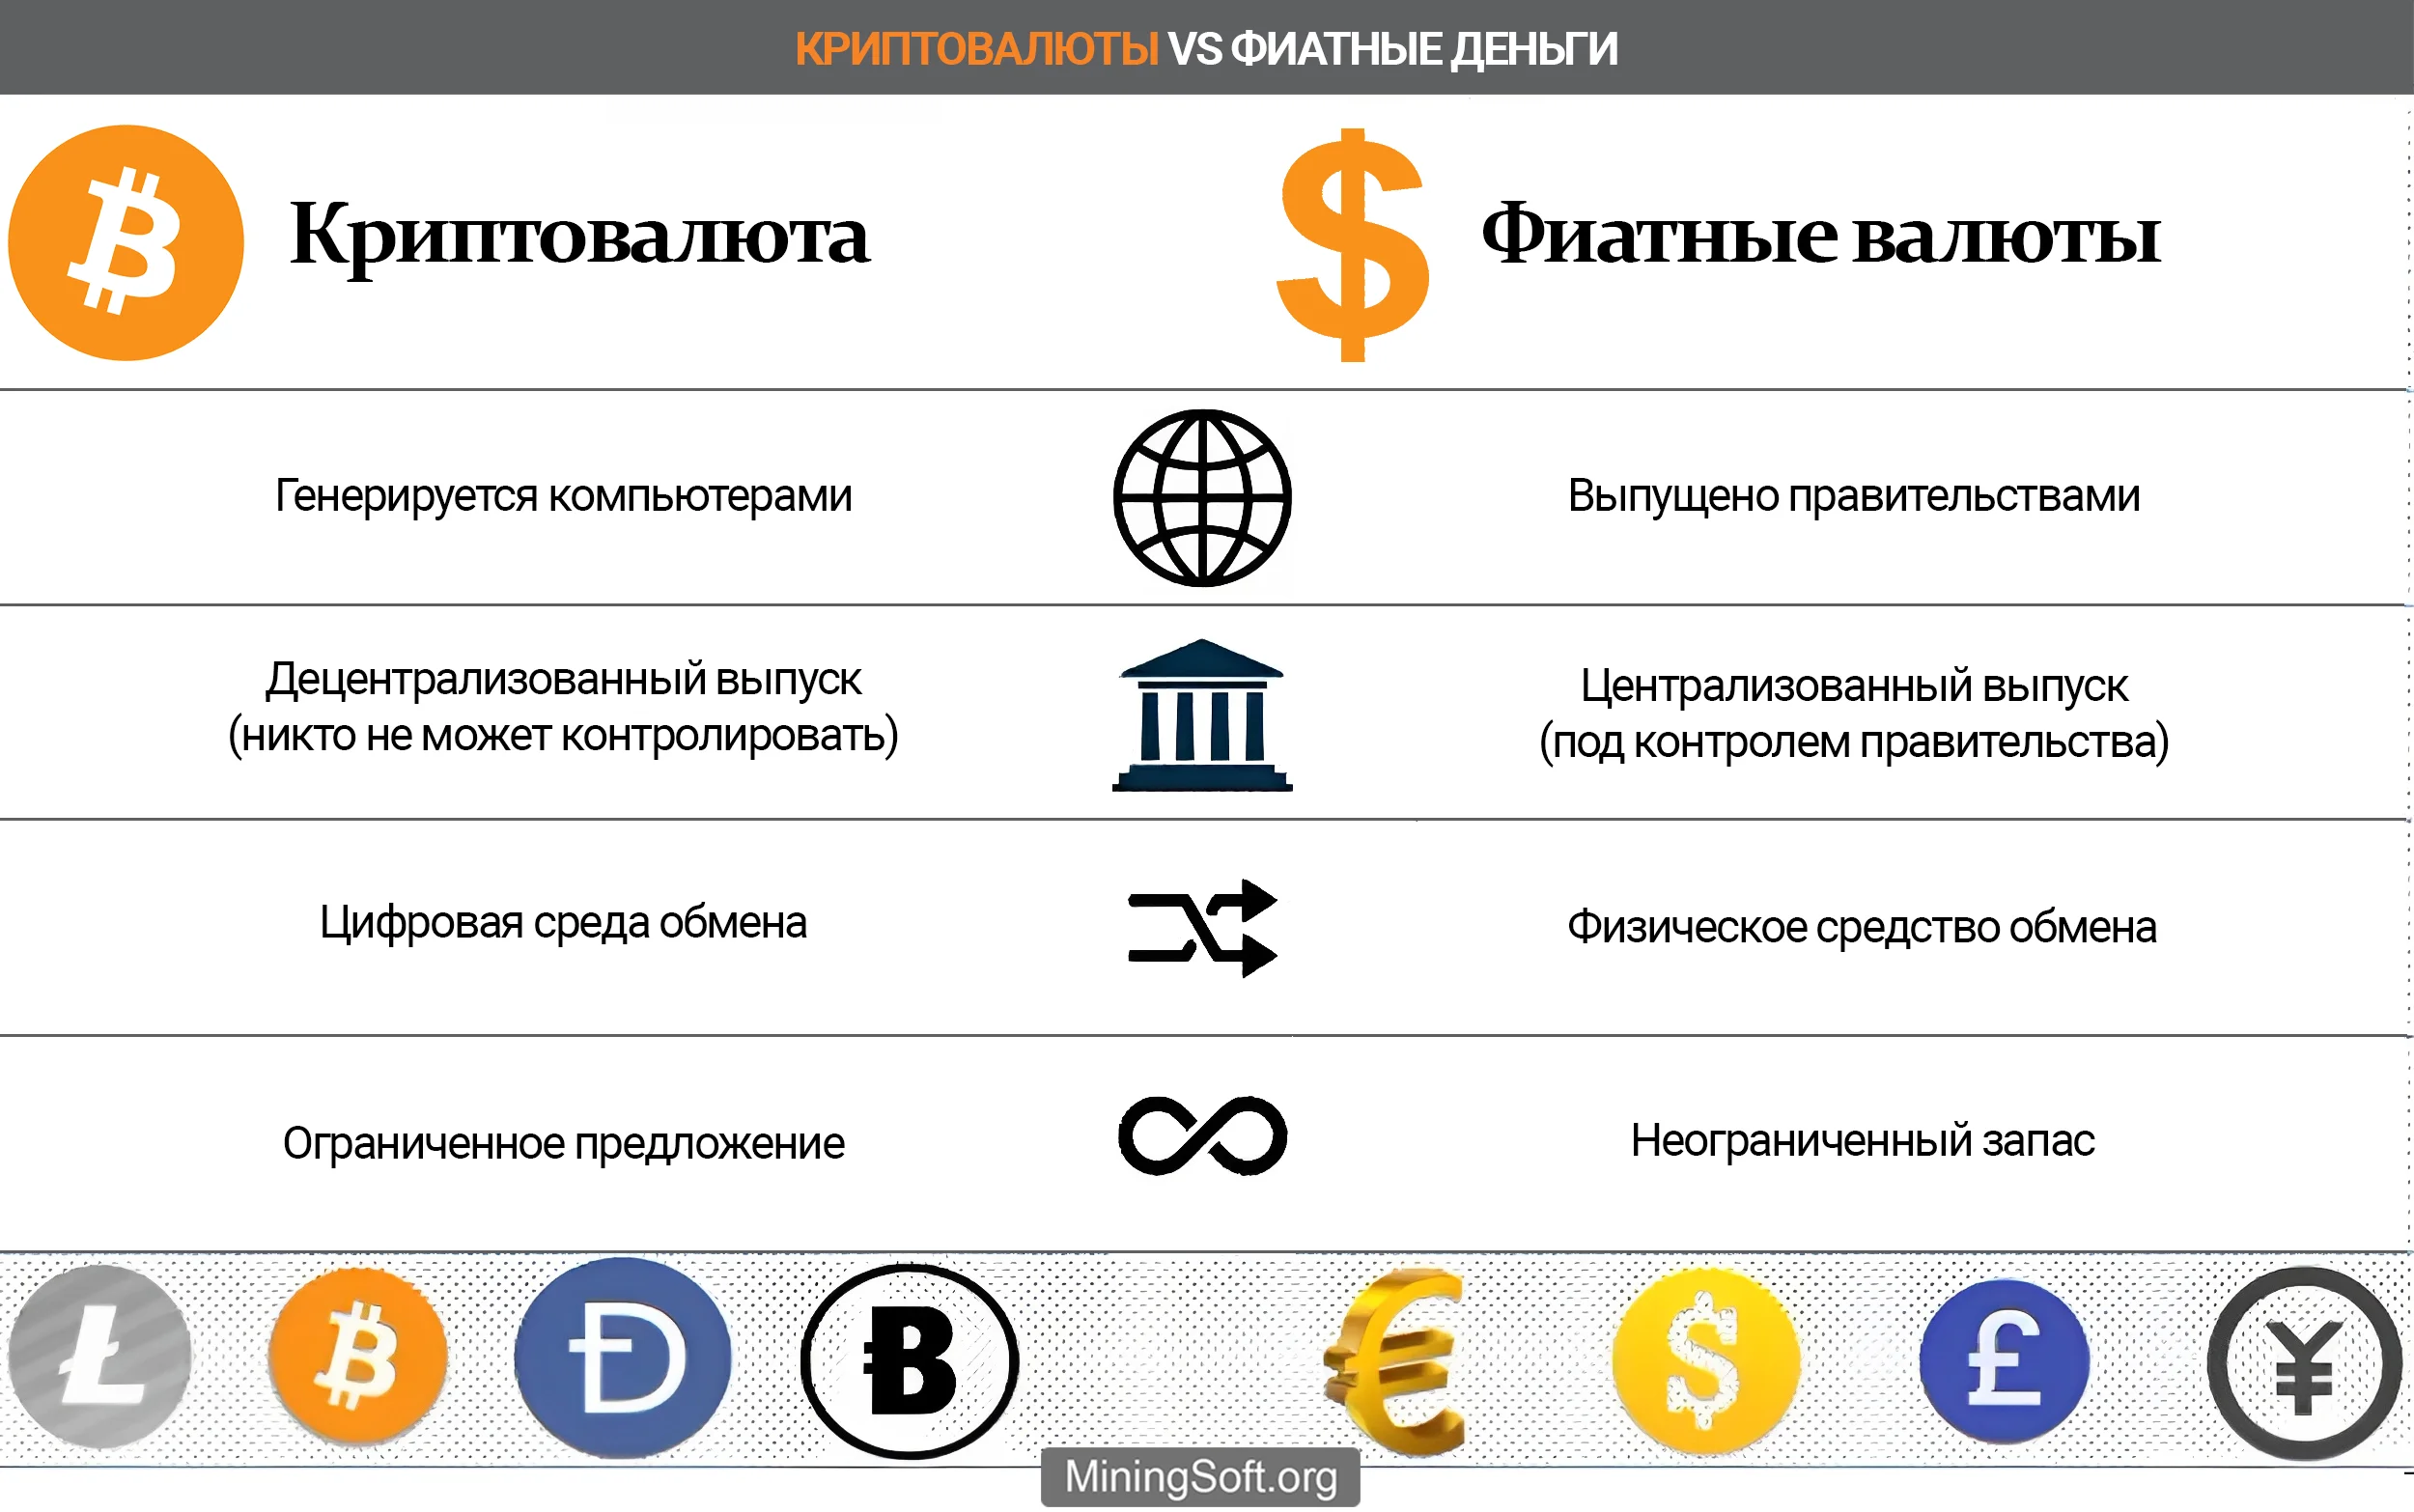 КРИПТОВАЛЮТЫ VS ФИАТНЫЕ ДЕНЬГИ
Криптовалюта
Фиатные валюты
Генерируется компьютерами
Выпущено правительствами
Децентрализованный выпуск
(никто не может контролировать)
Централизованный выпуск
(под контролем правительства)
Цифровая среда обмена
Физическое средство обмена
Ограниченное предложение
Неограниченный запас
MiningSoft.org